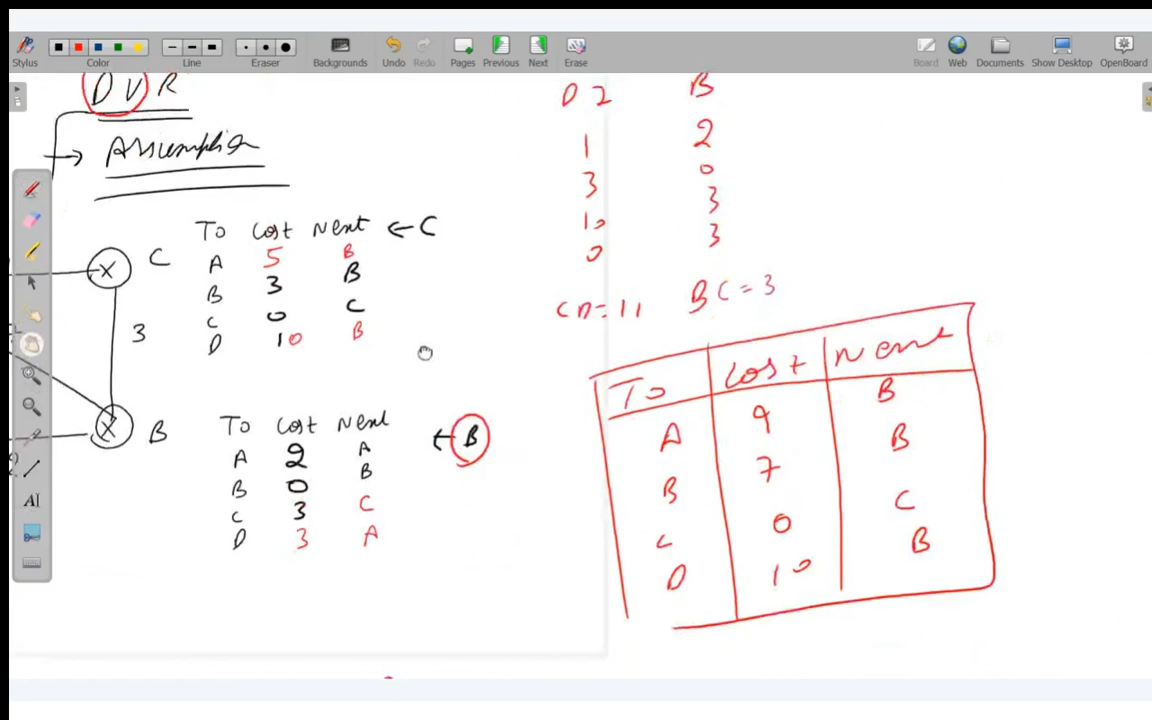 Stylus Color Line Eraser Backgrounds Undo Redo Pages Previous Next Erase Board Web Documents Show Desktop OpenBoard
DVR
→ Assumption
C
To Cost Next ← C
A 5 B
B 3 B
C 0 C
D 10 B
3
B
To Cost Next ← B
A 2 A
B 0 B
C 3 C
D 3 A
D 2 B
1 2
3 0
10 3
0 3
CD=11 BC=3
To Cost Next
A 9 B
B 7 B
C 0 C
D 10 B
AI